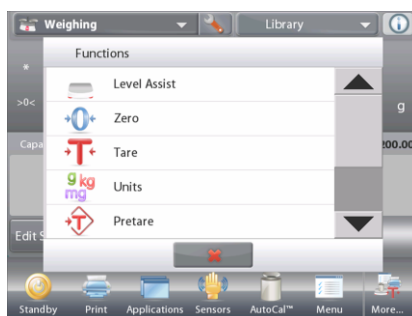 Weighing
Library
Functions
*
Level Assist
>0<
→0←
Zero
g
Capa
→T←
Tare
200.00
g kg
mg
Units
→T
Pretare
Edit S
Standby
Print
Applications
Sensors
AutoCal™
Menu
More...